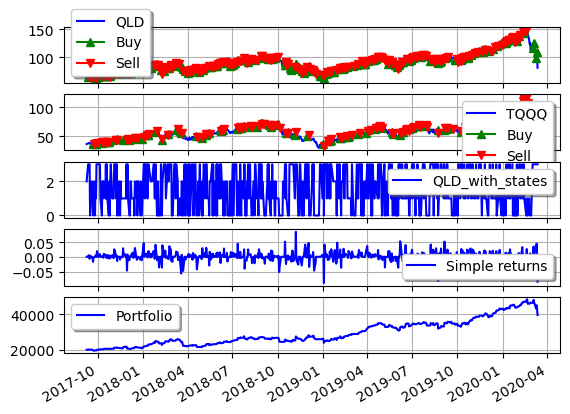 150
100
QLD
Buy
Sell
100
50
TQQQ
Buy
Sell
2
0
QLD_with_states
0.05
0.00
−0.05
Simple returns
40000
20000
Portfolio
2017-10
2018-01
2018-04
2018-07
2018-10
2019-01
2019-04
2019-07
2019-10
2020-01
2020-04